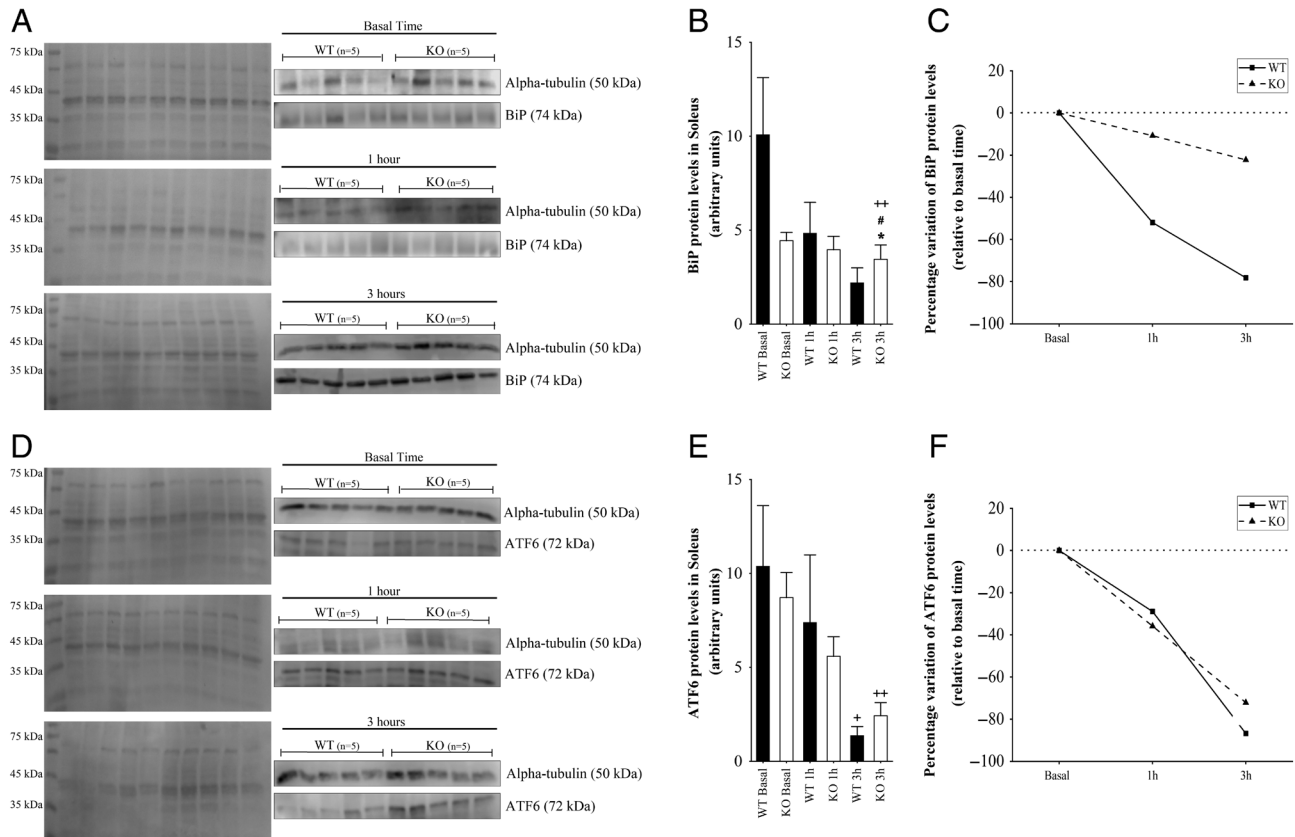 A
75 kDa
45 kDa
35 kDa
Basal Time
WT (n=5) KO (n=5)
Alpha-tubulin (50 kDa)
BiP (74 kDa)
75 kDa
45 kDa
35 kDa
1 hour
WT (n=5) KO (n=5)
Alpha-tubulin (50 kDa)
BiP (74 kDa)
75 kDa
45 kDa
35 kDa
3 hours
WT (n=5) KO (n=5)
Alpha-tubulin (50 kDa)
BiP (74 kDa)
B
BiP protein levels in Soleus
(arbitrary units)
15
10
5
0
++
#
*
WT Basal
KO Basal
WT 1h
KO 1h
WT 3h
KO 3h
C
Percentage variation of BiP protein levels
(relative to basal time)
20
0
−20
−40
−60
−80
−100
WT
KO
Basal 1h 3h
D
75 kDa
45 kDa
35 kDa
Basal Time
WT (n=5) KO (n=5)
Alpha-tubulin (50 kDa)
ATF6 (72 kDa)
75 kDa
45 kDa
35 kDa
1 hour
WT (n=5) KO (n=5)
Alpha-tubulin (50 kDa)
ATF6 (72 kDa)
75 kDa
45 kDa
35 kDa
3 hours
WT (n=5) KO (n=5)
Alpha-tubulin (50 kDa)
ATF6 (72 kDa)
E
ATF6 protein levels in Soleus
(arbitrary units)
15
10
5
0
+
++
WT Basal
KO Basal
WT 1h
KO 1h
WT 3h
KO 3h
F
Percentage variation of ATF6 protein levels
(relative to basal time)
20
0
−20
−40
−60
−80
−100
WT
KO
Basal 1h 3h